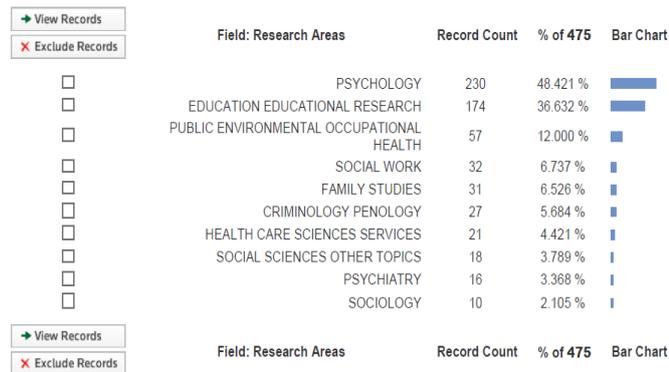 View Records
Exclude Records
Field: Research Areas Record Count % of 475 Bar Chart
PSYCHOLOGY 230 48.421 %
EDUCATION EDUCATIONAL RESEARCH 174 36.632 %
PUBLIC ENVIRONMENTAL OCCUPATIONAL
HEALTH 57 12.000 %
SOCIAL WORK 32 6.737 %
FAMILY STUDIES 31 6.526 %
CRIMINOLOGY PENOLOGY 27 5.684 %
HEALTH CARE SCIENCES SERVICES 21 4.421 %
SOCIAL SCIENCES OTHER TOPICS 18 3.789 %
PSYCHIATRY 16 3.368 %
SOCIOLOGY 10 2.105 %
View Records
Exclude Records
Field: Research Areas Record Count % of 475 Bar Chart